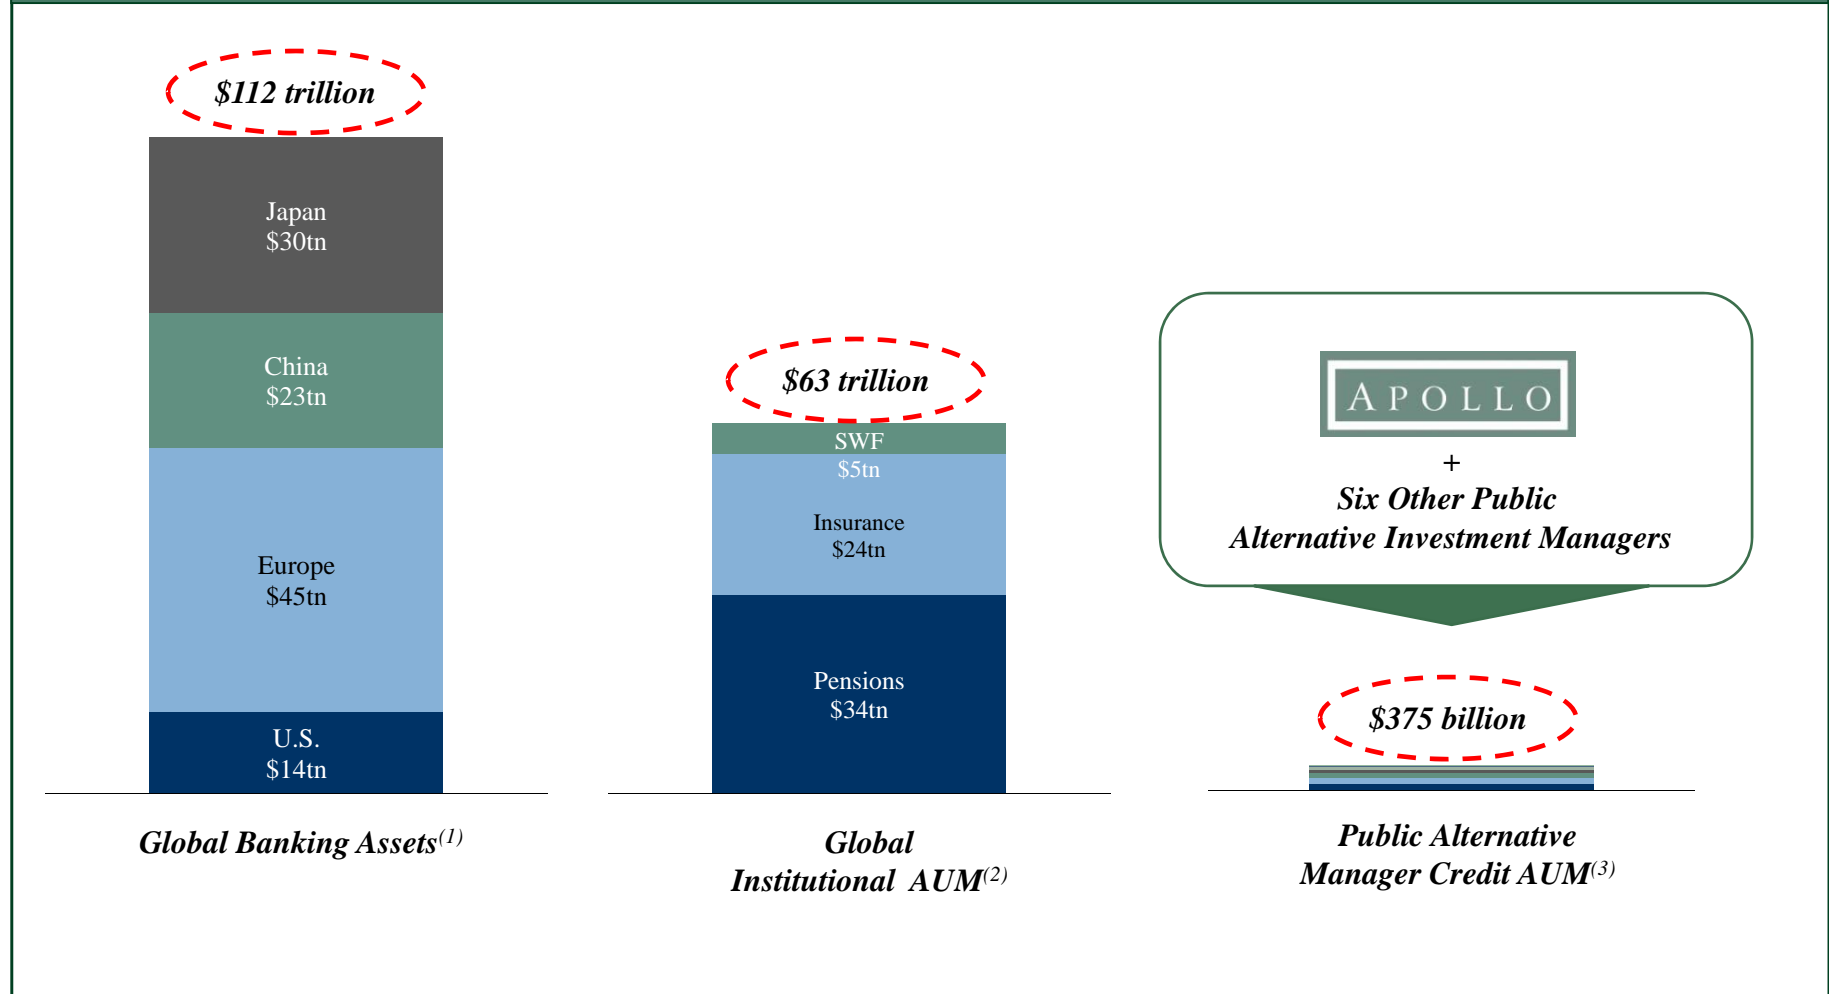 $112 trillion
Japan
$30tn
China
$23tn
Europe
$45tn
U.S.
$14tn
Global Banking Assets(1)
$63 trillion
SWF
$5tn
Insurance
$24tn
Pensions
$34tn
Global
Institutional AUM(2)
APOLLO
+
Six Other Public
Alternative Investment Managers
$375 billion
Public Alternative
Manager Credit AUM(3)